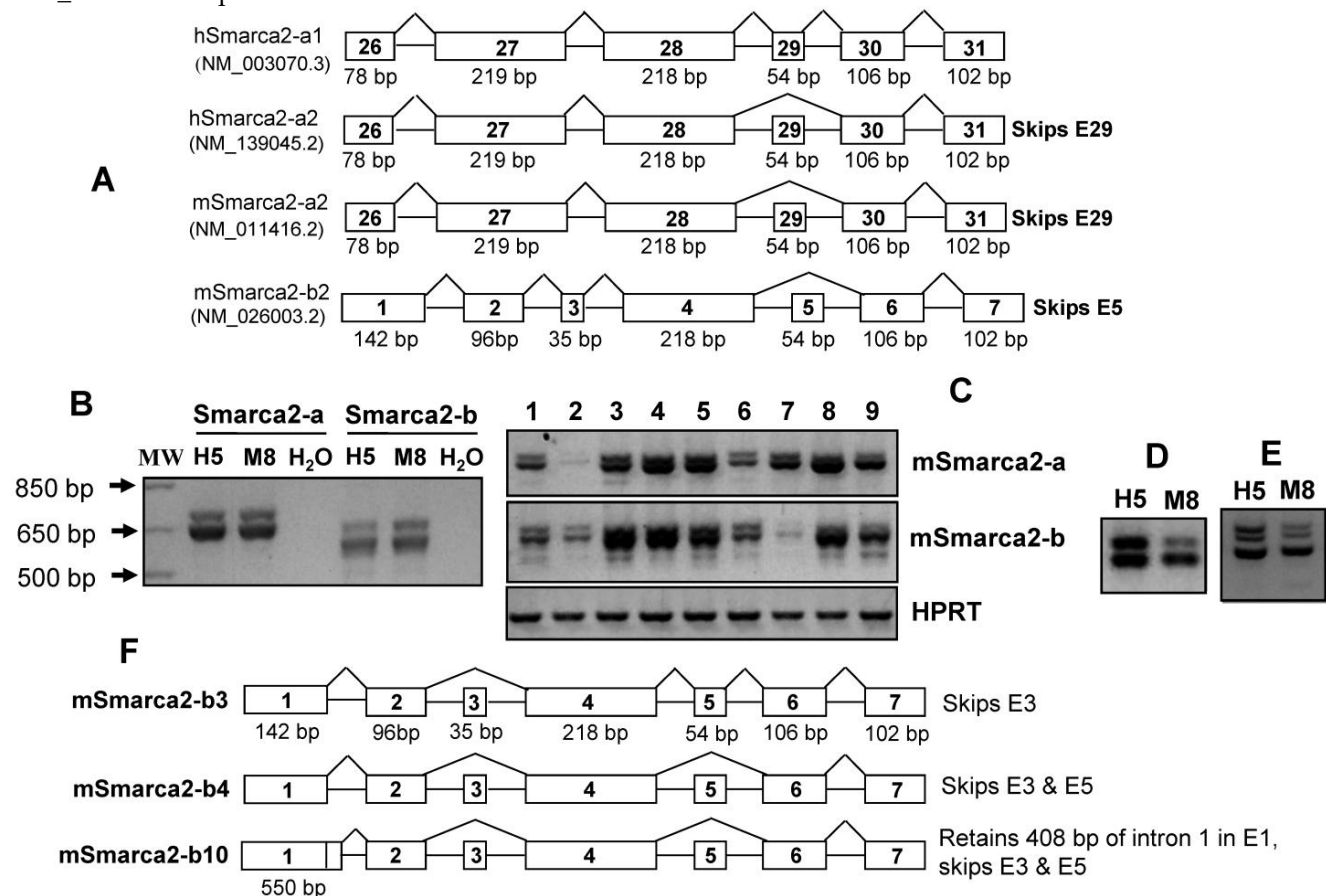 hSmarca2-a1
(NM_003070.3)
26 27 28 29 30 31
78 bp 219 bp 218 bp 54 bp 106 bp 102 bp
hSmarca2-a2
(NM_139045.2)
26 27 28 29 30 31 Skips E29
78 bp 219 bp 218 bp 54 bp 106 bp 102 bp
A
mSmarca2-a2
(NM_011416.2)
26 27 28 29 30 31 Skips E29
78 bp 219 bp 218 bp 54 bp 106 bp 102 bp
mSmarca2-b2
(NM_026003.2)
1 2 3 4 5 6 7 Skips E5
142 bp 96bp 35 bp 218 bp 54 bp 106 bp 102 bp
B
Smarca2-a Smarca2-b
MW H5 M8 H₂O H5 M8 H₂O
850 bp
650 bp
500 bp
C
1 2 3 4 5 6 7 8 9
mSmarca2-a
mSmarca2-b
HPRT
D
H5 M8
E
H5 M8
F
mSmarca2-b3 1 2 3 4 5 6 7 Skips E3
142 bp 96bp 35 bp 218 bp 54 bp 106 bp 102 bp
mSmarca2-b4 1 2 3 4 5 6 7 Skips E3 & E5
mSmarca2-b10 1 2 3 4 5 6 7 Retains 408 bp of intron 1 in E1,
skips E3 & E5
550 bp